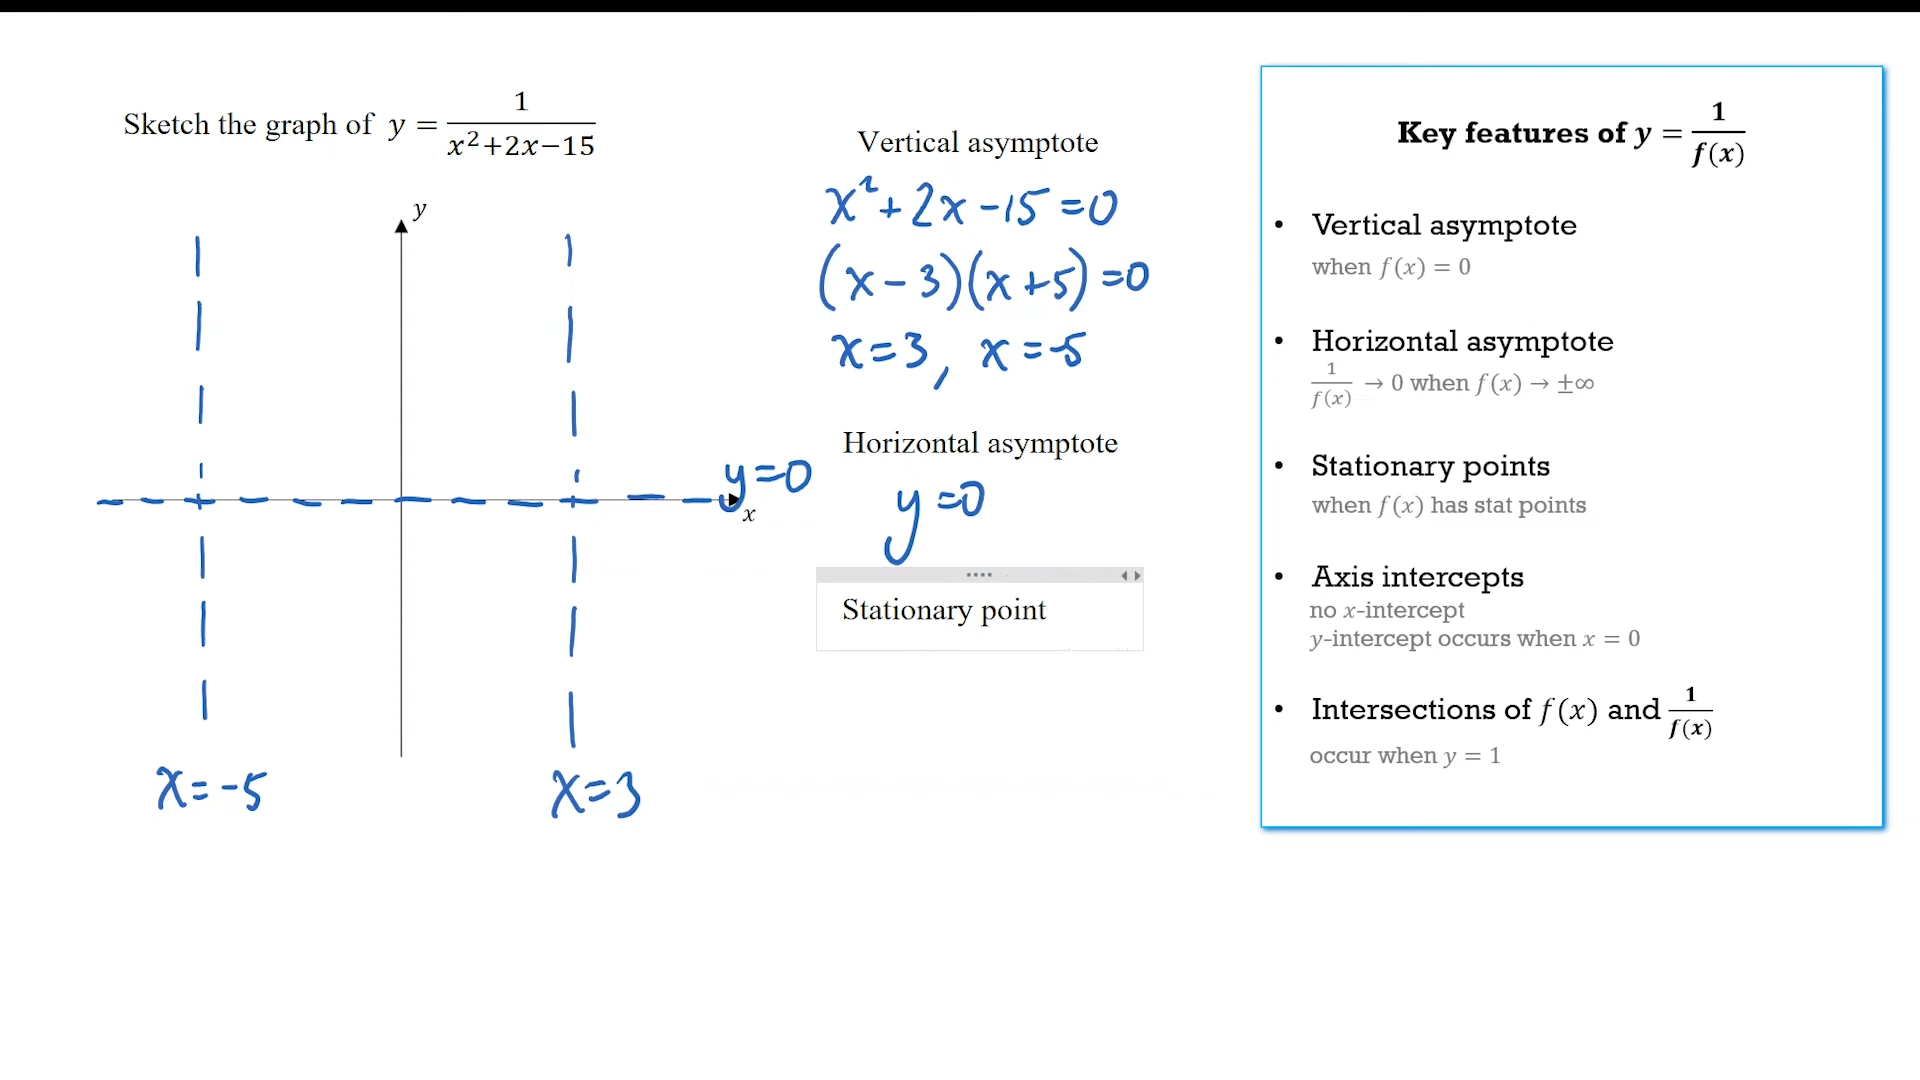 Sketch the graph of y = 1/(x²+2x−15)
y
x
y=0
x=-5
x=3
Vertical asymptote
x²+2x-15=0
(x-3)(x+5)=0
x=3, x=-5
Horizontal asymptote
y=0
Stationary point
Key features of y = 1/f(x)
• Vertical asymptote
when f(x) = 0
• Horizontal asymptote
1/f(x) → 0 when f(x) → ±∞
• Stationary points
when f(x) has stat points
• Axis intercepts
no x-intercept
y-intercept occurs when x = 0
• Intersections of f(x) and 1/f(x)
occur when y = 1